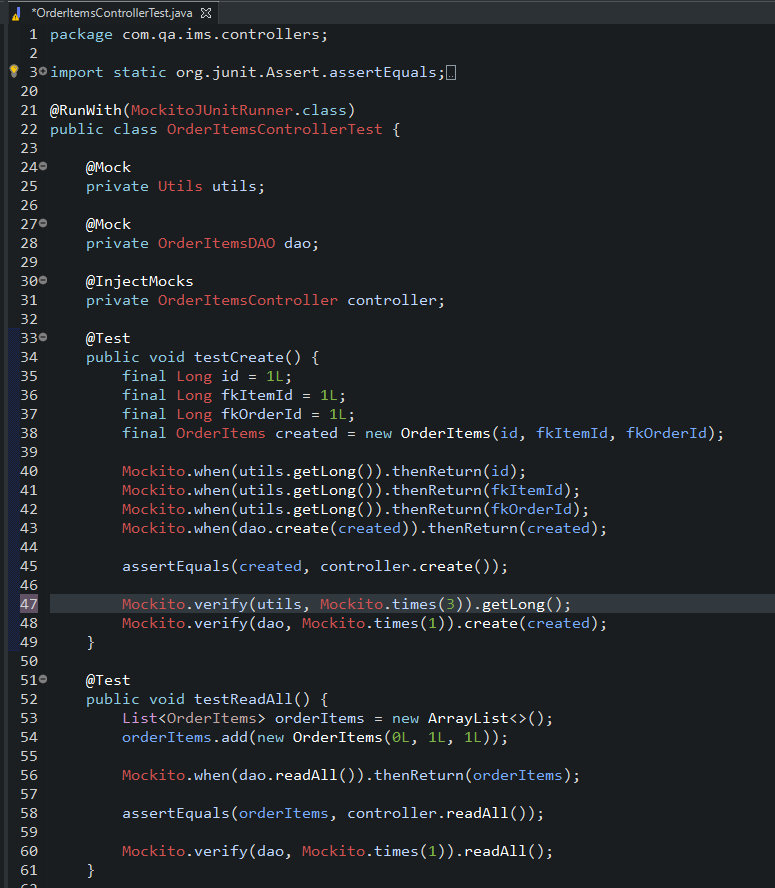 *OrderItemsControllerTest.java
1 package com.qa.ims.controllers;
2
3 import static org.junit.Assert.assertEquals;
20
21 @RunWith(MockitoJUnitRunner.class)
22 public class OrderItemsControllerTest {
23
24 @Mock
25 private Utils utils;
26
27 @Mock
28 private OrderItemsDAO dao;
29
30 @InjectMocks
31 private OrderItemsController controller;
32
33 @Test
34 public void testCreate() {
35 final Long id = 1L;
36 final Long fkItemId = 1L;
37 final Long fkOrderId = 1L;
38 final OrderItems created = new OrderItems(id, fkItemId, fkOrderId);
39
40 Mockito.when(utils.getLong()).thenReturn(id);
41 Mockito.when(utils.getLong()).thenReturn(fkItemId);
42 Mockito.when(utils.getLong()).thenReturn(fkOrderId);
43 Mockito.when(dao.create(created)).thenReturn(created);
44
45 assertEquals(created, controller.create());
46
47 Mockito.verify(utils, Mockito.times(3)).getLong();
48 Mockito.verify(dao, Mockito.times(1)).create(created);
49 }
50
51 @Test
52 public void testReadAll() {
53 List<OrderItems> orderItems = new ArrayList<>();
54 orderItems.add(new OrderItems(0L, 1L, 1L));
55
56 Mockito.when(dao.readAll()).thenReturn(orderItems);
57
58 assertEquals(orderItems, controller.readAll());
59
60 Mockito.verify(dao, Mockito.times(1)).readAll();
61 }